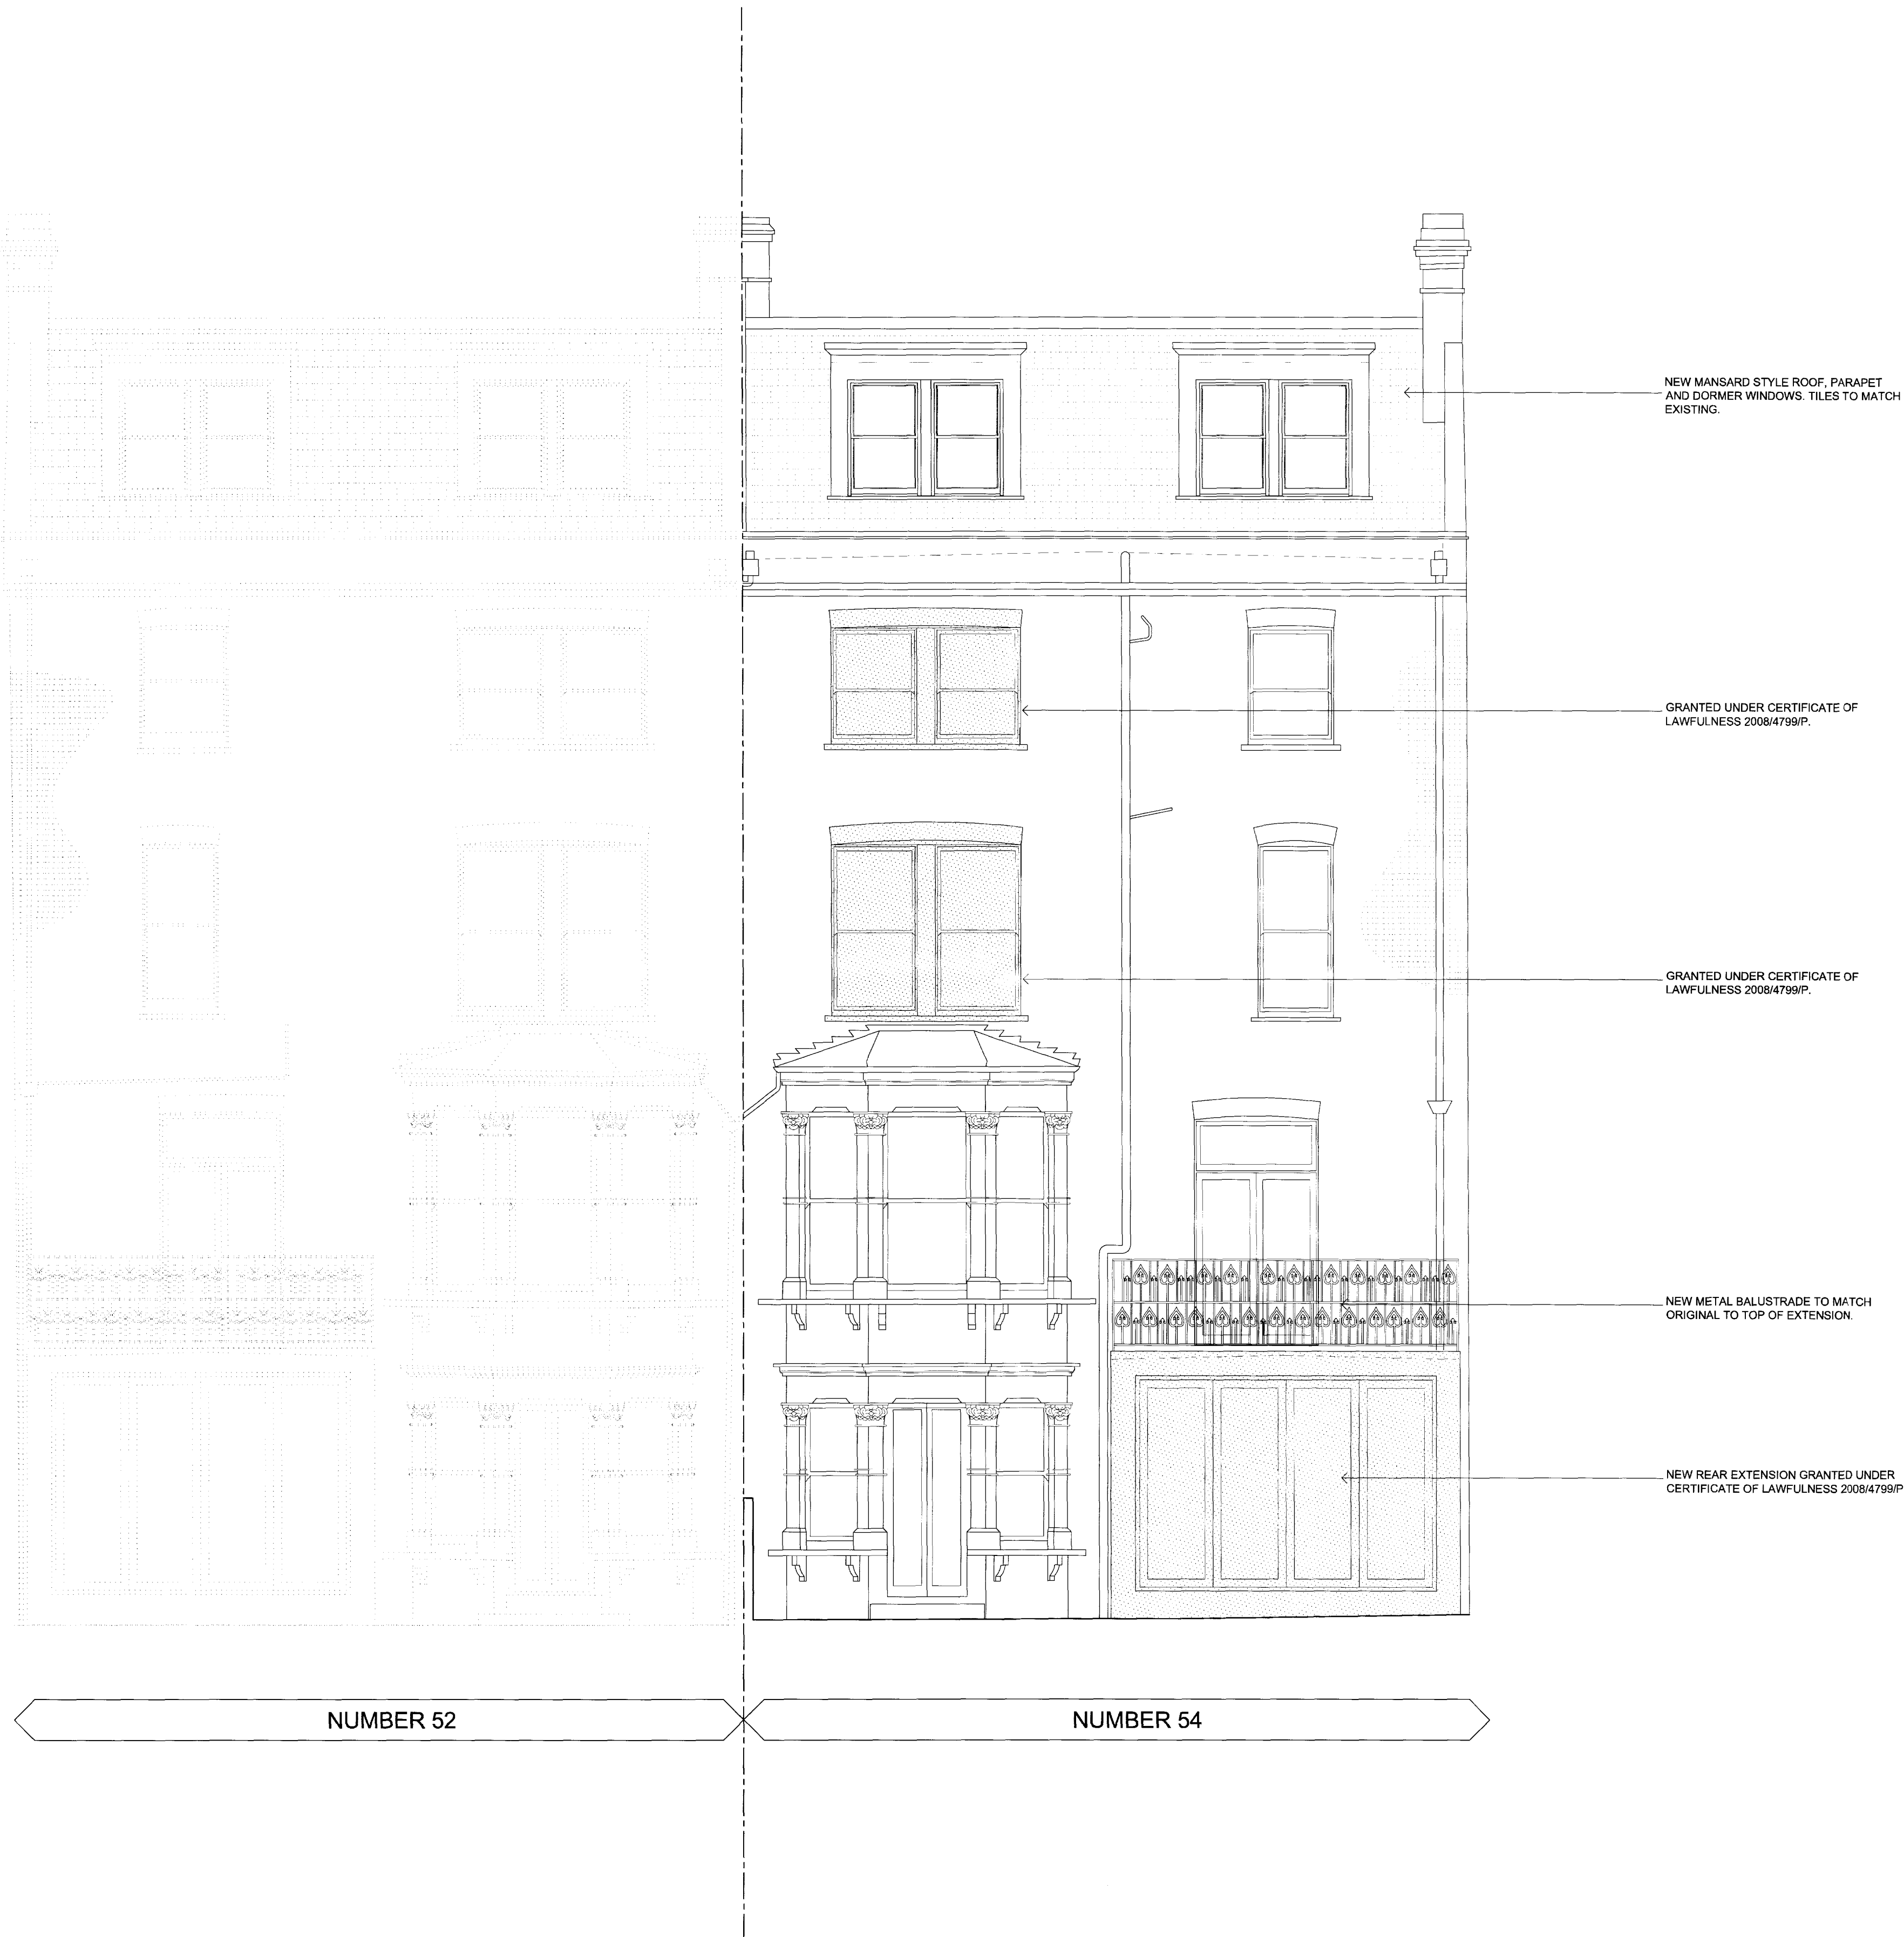 NEW MANSARD STYLE ROOF, PARAPET
AND DORMER WINDOWS. TILES TO MATCH
EXISTING.
GRANTED UNDER CERTIFICATE OF
LAWFULNESS 2008/4799/P.
GRANTED UNDER CERTIFICATE OF
LAWFULNESS 2008/4799/P.
NEW METAL BALUSTRADE TO MATCH
ORIGINAL TO TOP OF EXTENSION.
NEW REAR EXTENSION GRANTED UNDER
CERTIFICATE OF LAWFULNESS 2008/4799/P
NUMBER 52
NUMBER 54